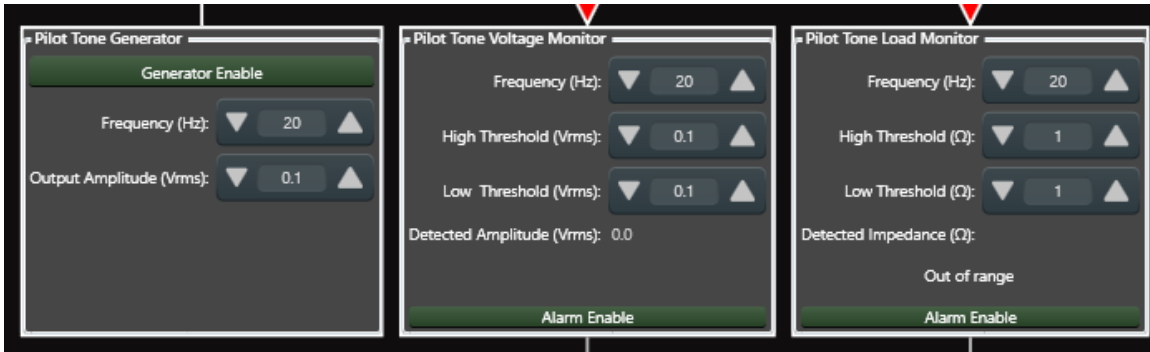 Pilot Tone Generator
Generator Enable
Frequency (Hz): 20
Output Amplitude (Vrms): 0.1
Pilot Tone Voltage Monitor
Frequency (Hz): 20
High Threshold (Vrms): 0.1
Low Threshold (Vrms): 0.1
Detected Amplitude (Vrms): 0.0
Alarm Enable
Pilot Tone Load Monitor
Frequency (Hz): 20
High Threshold (Ω): 1
Low Threshold (Ω): 1
Detected Impedance (Ω):
Out of range
Alarm Enable